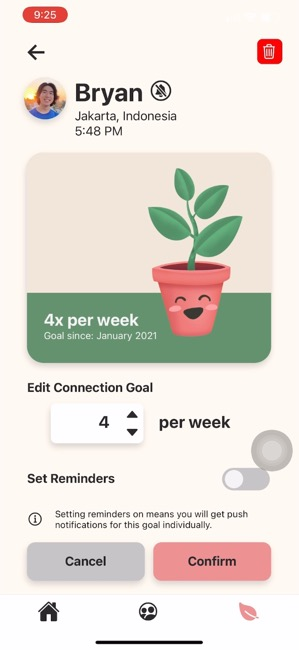 9:25
Bryan
Jakarta, Indonesia
5:48 PM
4x per week
Goal since: January 2021
Edit Connection Goal
4 per week
Set Reminders
Setting reminders on means you will get push
notifications for this goal individually.
Cancel Confirm